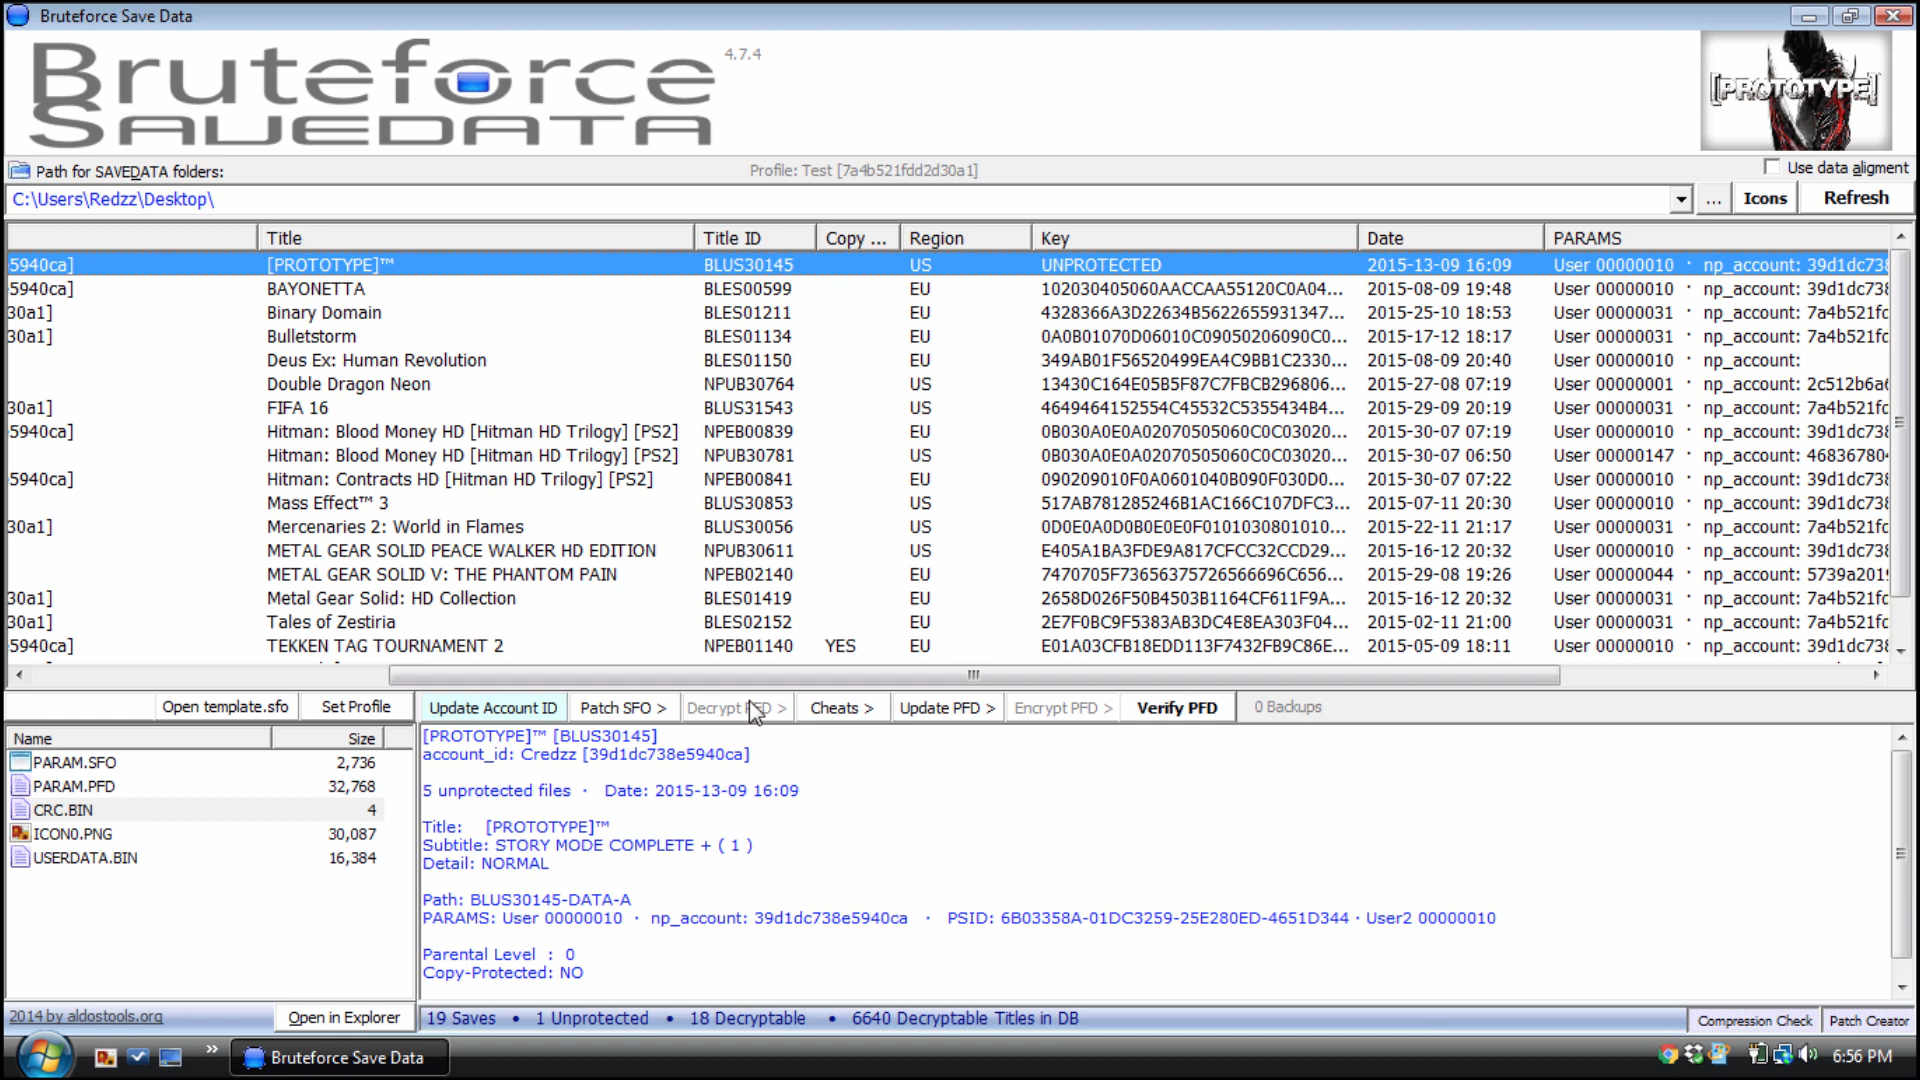 Bruteforce Save Data
Bruteforce
SAVEDATA
4.7.4
[PROTOTYPE]
Path for SAVEDATA folders:
Profile: Test [7a4b521fdd2d30a1]
Use data aligment
C:\Users\Redzz\Desktop\
...
Icons
Refresh
Title Title ID Copy ... Region Key Date PARAMS
5940ca] [PROTOTYPE]™ BLUS30145 US UNPROTECTED 2015-13-09 16:09 User 00000010 · np_account: 39d1dc738
5940ca] BAYONETTA BLES00599 EU 102030405060AACCAA55120C0A04... 2015-08-09 19:48 User 00000010 · np_account: 39d1dc738
30a1] Binary Domain BLES01211 EU 4328366A3D22634B5622655931347... 2015-25-10 18:53 User 00000031 · np_account: 7a4b521fd
30a1] Bulletstorm BLES01134 EU 0A0B01070D06010C09050206090C0... 2015-17-12 18:17 User 00000031 · np_account: 7a4b521fd
Deus Ex: Human Revolution BLES01150 EU 349AB01F56520499EA4C9BB1C2330... 2015-08-09 20:40 User 00000010 · np_account:
Double Dragon Neon NPUB30764 US 13430C164E05B5F87C7FBCB296806... 2015-27-08 07:19 User 00000001 · np_account: 2c512b6a6
30a1] FIFA 16 BLUS31543 US 4649464152554C45532C5355434B4... 2015-29-09 20:19 User 00000031 · np_account: 7a4b521fd
5940ca] Hitman: Blood Money HD [Hitman HD Trilogy] [PS2] NPEB00839 EU 0B030A0E0A02070505060C0C03020... 2015-30-07 07:19 User 00000010 · np_account: 39d1dc738
Hitman: Blood Money HD [Hitman HD Trilogy] [PS2] NPUB30781 US 0B030A0E0A02070505060C0C03020... 2015-30-07 06:50 User 00000147 · np_account: 468367804
5940ca] Hitman: Contracts HD [Hitman HD Trilogy] [PS2] NPEB00841 EU 090209010F0A0601040B090F030D0... 2015-30-07 07:22 User 00000010 · np_account: 39d1dc738
Mass Effect™ 3 BLUS30853 US 517AB781285246B1AC166C107DFC3... 2015-07-11 20:30 User 00000010 · np_account: 39d1dc738
30a1] Mercenaries 2: World in Flames BLUS30056 US 0D0E0A0D0B0E0E0F0101030801010... 2015-22-11 21:17 User 00000031 · np_account: 7a4b521fd
METAL GEAR SOLID PEACE WALKER HD EDITION NPUB30611 US E405A1BA3FDE9A817CFCC32CCD29... 2015-16-12 20:32 User 00000010 · np_account: 39d1dc738
METAL GEAR SOLID V: THE PHANTOM PAIN NPEB02140 EU 7470705F73656375726566696C656... 2015-29-08 19:26 User 00000044 · np_account: 5739a2019
30a1] Metal Gear Solid: HD Collection BLES01419 EU 2658D026F50B4503B1164CF611F9A... 2015-16-12 20:32 User 00000031 · np_account: 7a4b521fd
30a1] Tales of Zestiria BLES02152 EU 2E7F0BC9F5383AB3DC4E8EA303F04... 2015-02-11 21:00 User 00000031 · np_account: 7a4b521fd
5940ca] TEKKEN TAG TOURNAMENT 2 NPEB01140 YES EU E01A03CFB18EDD113F7432FB9C86E... 2015-05-09 18:11 User 00000010 · np_account: 39d1dc738
Open template.sfo Set Profile Update Account ID Patch SFO > Decrypt PFD > Cheats > Update PFD > Encrypt PFD > Verify PFD 0 Backups
Name Size
PARAM.SFO 2,736
PARAM.PFD 32,768
CRC.BIN 4
ICON0.PNG 30,087
USERDATA.BIN 16,384
[PROTOTYPE]™ [BLUS30145]
account_id: Credzz [39d1dc738e5940ca]
5 unprotected files · Date: 2015-13-09 16:09
Title: [PROTOTYPE]™
Subtitle: STORY MODE COMPLETE + ( 1 )
Detail: NORMAL
Path: BLUS30145-DATA-A
PARAMS: User 00000010 · np_account: 39d1dc738e5940ca · PSID: 6B03358A-01DC3259-25E280ED-4651D344 · User2 00000010
Parental Level : 0
Copy-Protected: NO
2014 by aldostools.org
Open in Explorer
19 Saves • 1 Unprotected • 18 Decryptable • 6640 Decryptable Titles in DB
Compression Check
Patch Creator
Bruteforce Save Data
6:56 PM